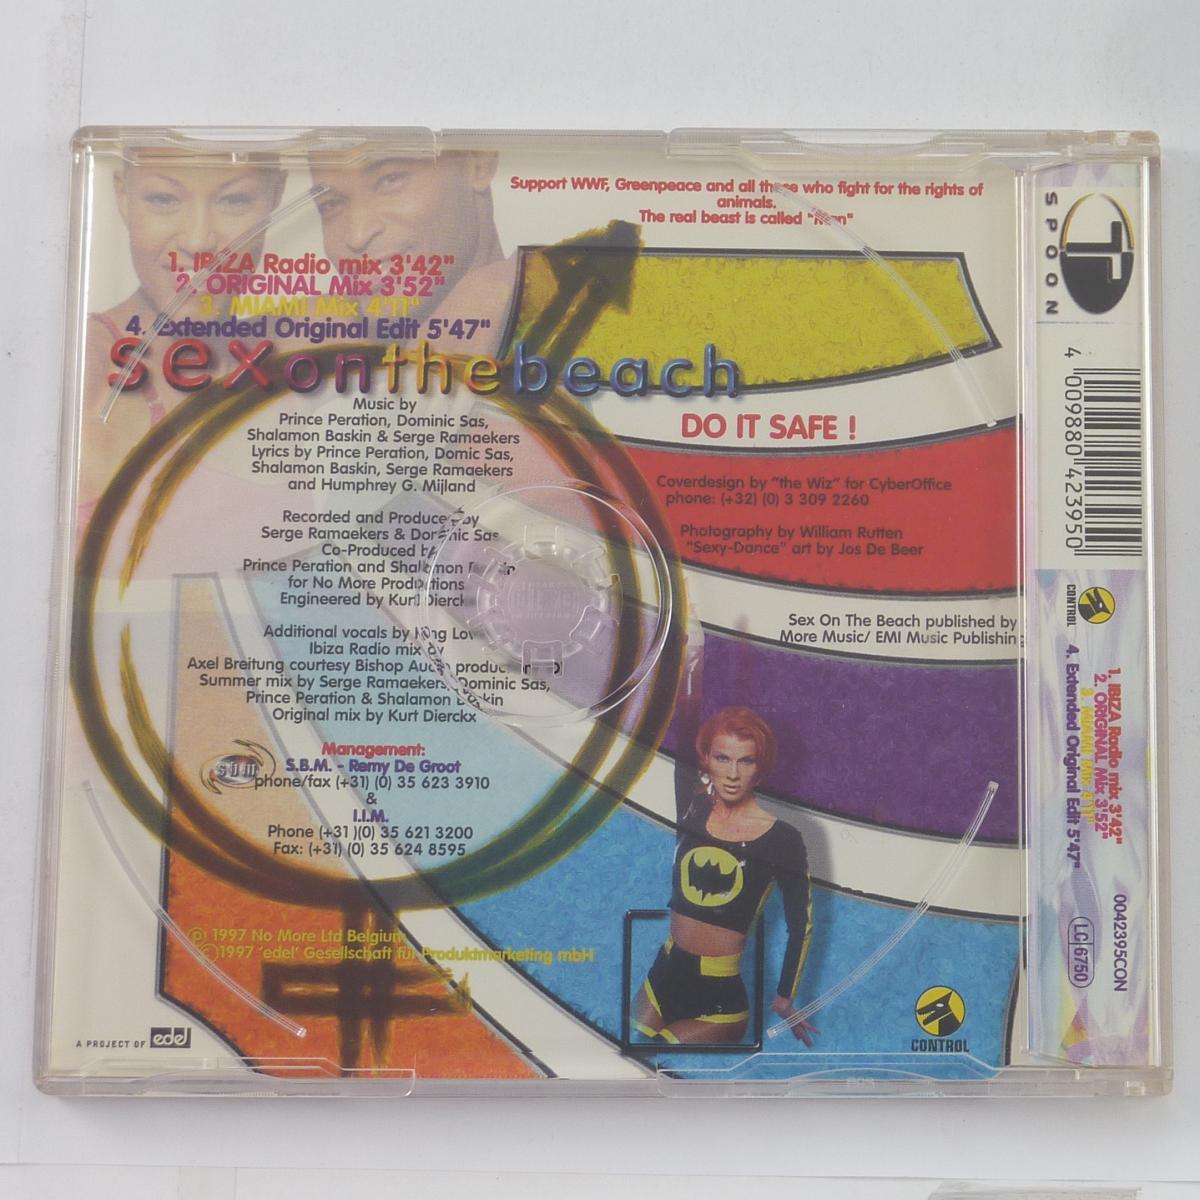 Support WWF, Greenpeace and all those who fight for the rights of
animals.
The real beast is called "Man"
1. IBIZA Radio mix 3'42"
2. ORIGINAL Mix 3'52"
3. MIAMI Mix 4'11"
4. Extended Original Edit 5'47"
sexonthebeach
Music by
Prince Peration, Dominic Sas,
Shalamon Baskin & Serge Ramaekers
Lyrics by Prince Peration, Domic Sas,
Shalamon Baskin, Serge Ramaekers
and Humphrey G. Mijland
Recorded and Produced by
Serge Ramaekers & Dominic Sas
Co-Produced by
Prince Peration and Shalamon Baskin
for No More Productions
Engineered by Kurt Dierckx
Additional vocals by King Lover
Ibiza Radio mix by
Axel Breitung courtesy Bishop Audio
Summer mix by Serge Ramaekers, Dominic Sas,
Prince Peration & Shalamon Baskin
Original mix by Kurt Dierckx
Management:
S.B.M. - Remy De Groot
phone/fax (+31) (0) 35 623 3910
&
I.I.M.
Phone (+31 )(0) 35 621 3200
Fax: (+31) (0) 35 624 8595
sbm
DO IT SAFE !
Coverdesign by "the Wiz" for CyberOffice
phone: (+32) (0) 3 309 2260
Photography by William Rutten
"Sexy-Dance" art by Jos De Beer
Sex On The Beach published by
More Music/ EMI Music Publishing
℗ 1997 No More Ltd Belgium
©1997 'edel' Gesellschaft für Produktmarketing mbH
A PROJECT OF edel
CONTROL
T
SPOON
4 009880 423950
CONTROL
1. IBIZA Radio mix 3'42"
2. ORIGINAL Mix 3'52"
3. MIAMI Mix 4'11"
4. Extended Original Edit 5'47"
0042395CON
LC 6750